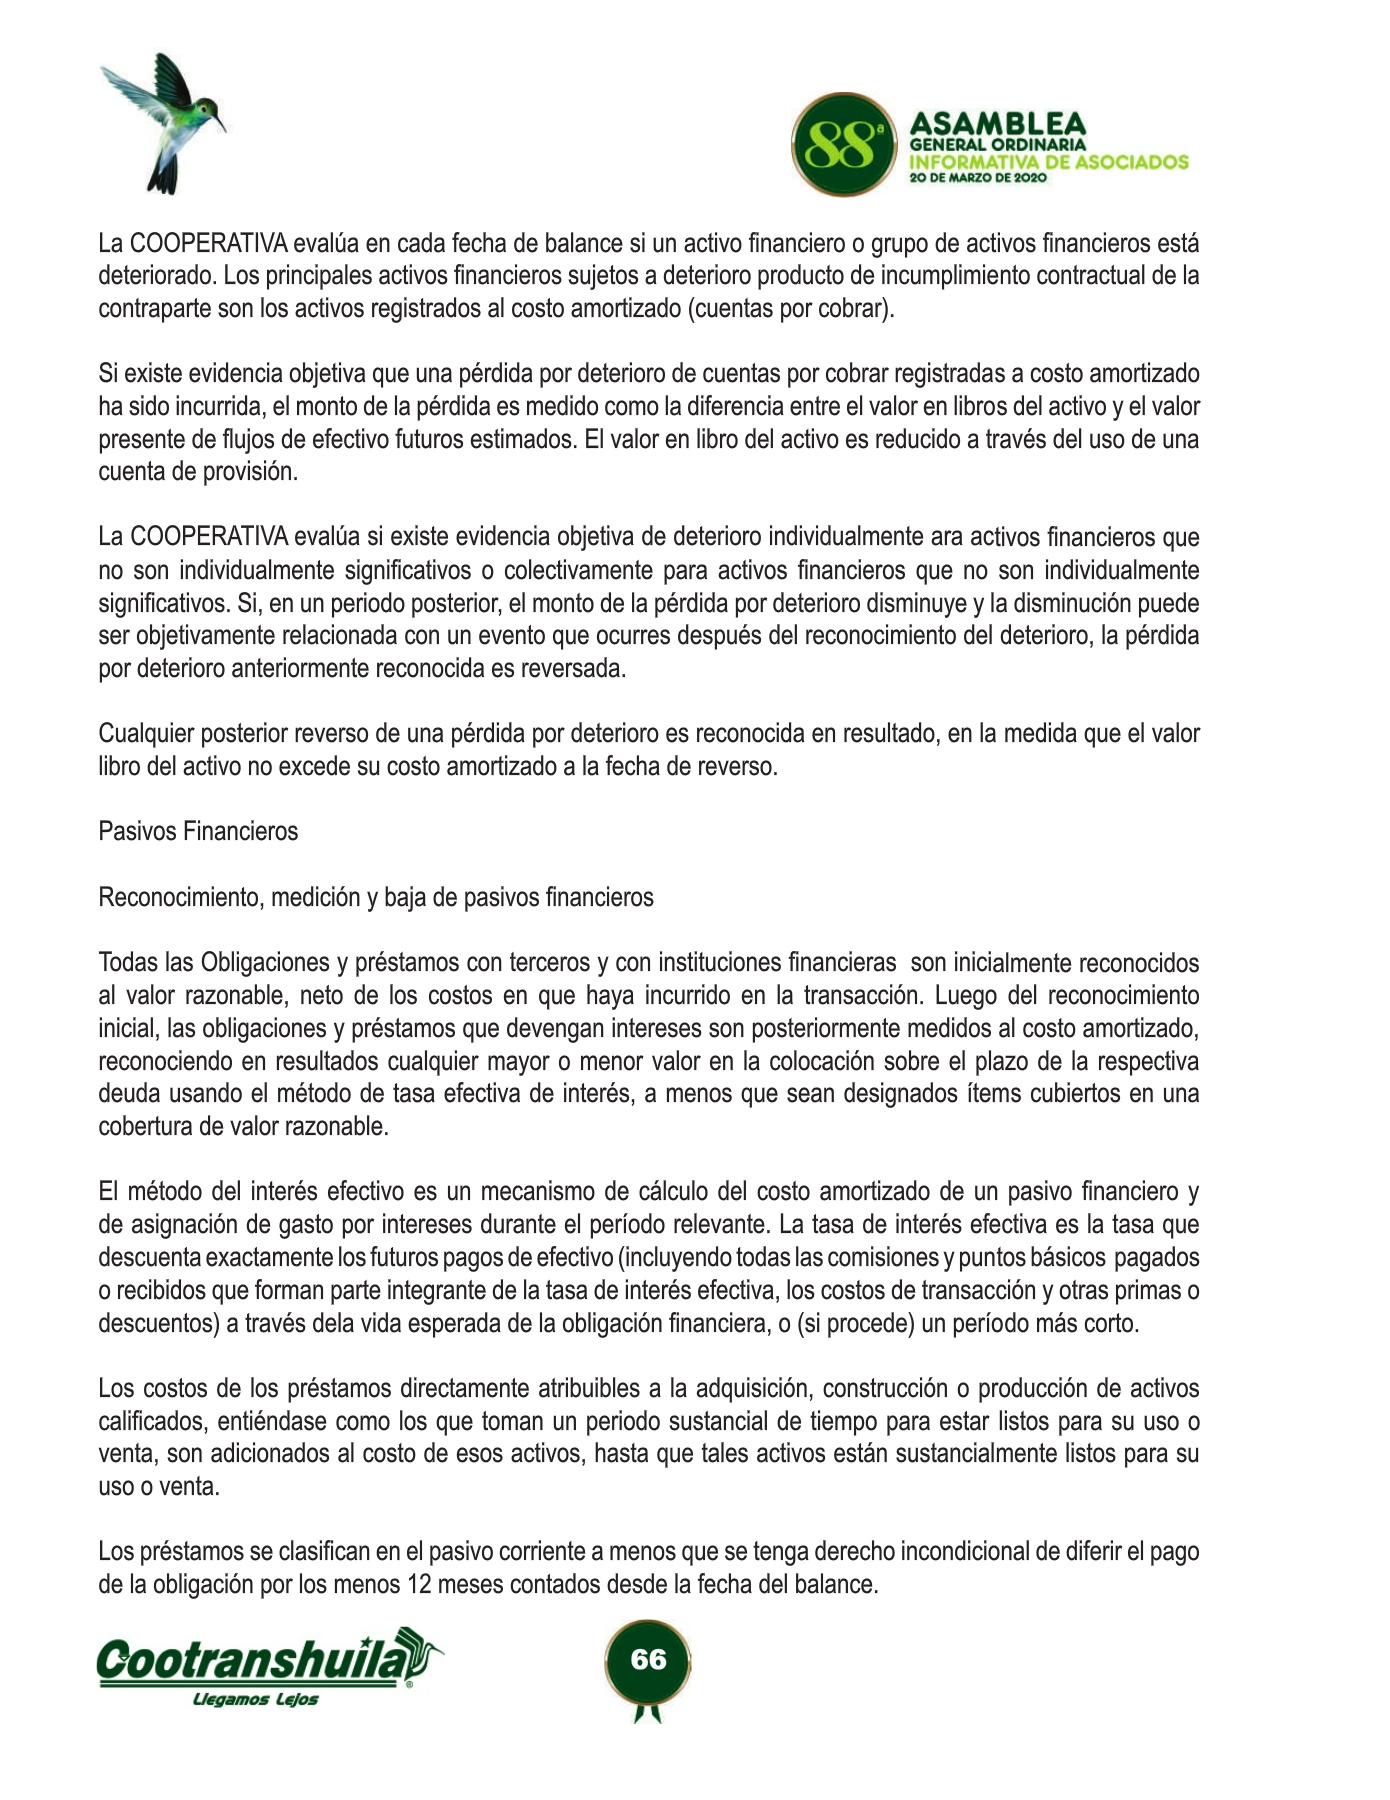 88ª
ASAMBLEA
GENERAL ORDINARIA
INFORMATIVA DE ASOCIADOS
20 DE MARZO DE 2020
La COOPERATIVA evalúa en cada fecha de balance si un activo financiero o grupo de activos financieros está
deteriorado. Los principales activos financieros sujetos a deterioro producto de incumplimiento contractual de la
contraparte son los activos registrados al costo amortizado (cuentas por cobrar).
Si existe evidencia objetiva que una pérdida por deterioro de cuentas por cobrar registradas a costo amortizado
ha sido incurrida, el monto de la pérdida es medido como la diferencia entre el valor en libros del activo y el valor
presente de flujos de efectivo futuros estimados. El valor en libro del activo es reducido a través del uso de una
cuenta de provisión.
La COOPERATIVA evalúa si existe evidencia objetiva de deterioro individualmente ara activos financieros que
no son individualmente significativos o colectivamente para activos financieros que no son individualmente
significativos. Si, en un periodo posterior, el monto de la pérdida por deterioro disminuye y la disminución puede
ser objetivamente relacionada con un evento que ocurres después del reconocimiento del deterioro, la pérdida
por deterioro anteriormente reconocida es reversada.
Cualquier posterior reverso de una pérdida por deterioro es reconocida en resultado, en la medida que el valor
libro del activo no excede su costo amortizado a la fecha de reverso.
Pasivos Financieros
Reconocimiento, medición y baja de pasivos financieros
Todas las Obligaciones y préstamos con terceros y con instituciones financieras son inicialmente reconocidos
al valor razonable, neto de los costos en que haya incurrido en la transacción. Luego del reconocimiento
inicial, las obligaciones y préstamos que devengan intereses son posteriormente medidos al costo amortizado,
reconociendo en resultados cualquier mayor o menor valor en la colocación sobre el plazo de la respectiva
deuda usando el método de tasa efectiva de interés, a menos que sean designados ítems cubiertos en una
cobertura de valor razonable.
El método del interés efectivo es un mecanismo de cálculo del costo amortizado de un pasivo financiero y
de asignación de gasto por intereses durante el período relevante. La tasa de interés efectiva es la tasa que
descuenta exactamente los futuros pagos de efectivo (incluyendo todas las comisiones y puntos básicos pagados
o recibidos que forman parte integrante de la tasa de interés efectiva, los costos de transacción y otras primas o
descuentos) a través dela vida esperada de la obligación financiera, o (si procede) un período más corto.
Los costos de los préstamos directamente atribuibles a la adquisición, construcción o producción de activos
calificados, entiéndase como los que toman un periodo sustancial de tiempo para estar listos para su uso o
venta, son adicionados al costo de esos activos, hasta que tales activos están sustancialmente listos para su
uso o venta.
Los préstamos se clasifican en el pasivo corriente a menos que se tenga derecho incondicional de diferir el pago
de la obligación por los menos 12 meses contados desde la fecha del balance.
Cootranshuila®
Llegamos Lejos
66